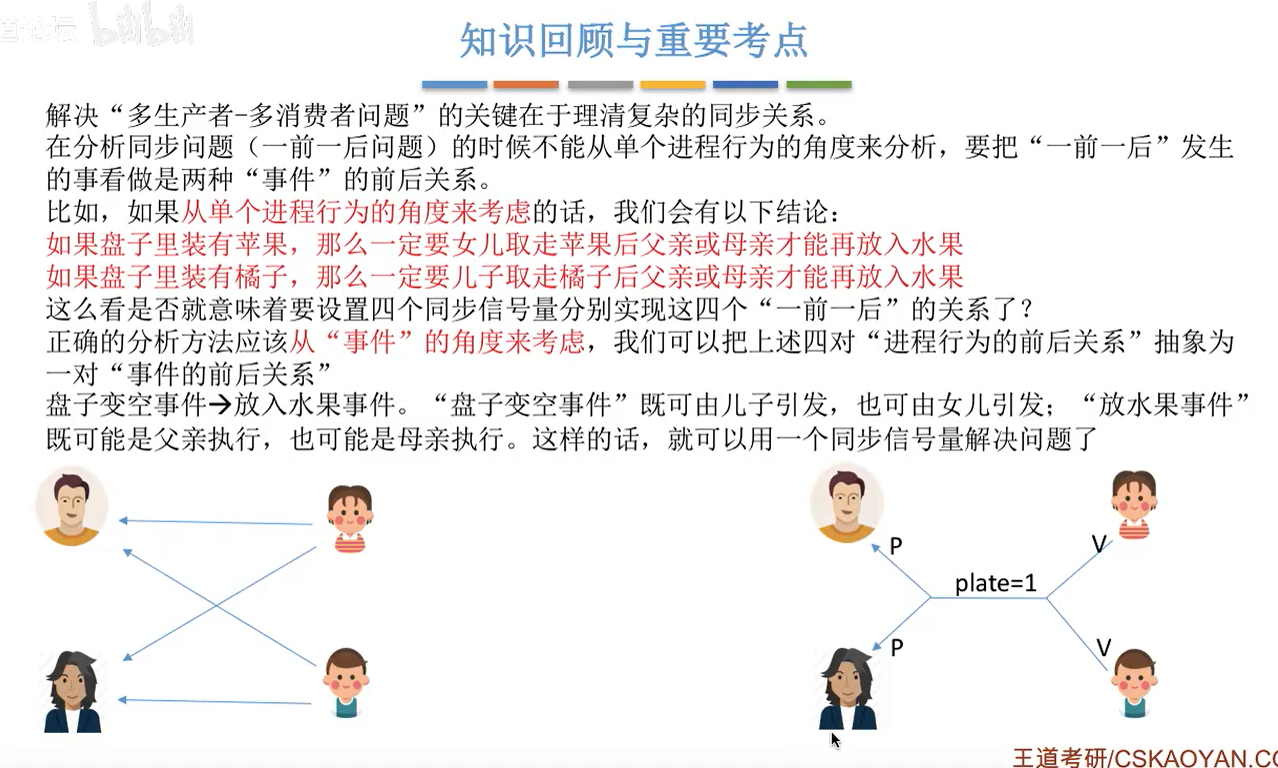 道论坛 bilibili
知识回顾与重要考点
解决“多生产者-多消费者问题”的关键在于理清复杂的同步关系。
在分析同步问题（一前一后问题）的时候不能从单个进程行为的角度来分析，要把“一前一后”发生
的事看做是两种“事件”的前后关系。
比如，如果从单个进程行为的角度来考虑的话，我们会有以下结论：
如果盘子里装有苹果，那么一定要女儿取走苹果后父亲或母亲才能再放入水果
如果盘子里装有橘子，那么一定要儿子取走橘子后父亲或母亲才能再放入水果
这么看是否就意味着要设置四个同步信号量分别实现这四个“一前一后”的关系了？
正确的分析方法应该从“事件”的角度来考虑，我们可以把上述四对“进程行为的前后关系”抽象为
一对“事件的前后关系”
盘子变空事件→放入水果事件。“盘子变空事件”既可由儿子引发，也可由女儿引发；“放水果事件”
既可能是父亲执行，也可能是母亲执行。这样的话，就可以用一个同步信号量解决问题了
P
V
plate=1
P
V
王道考研/CSKAOYAN.CO